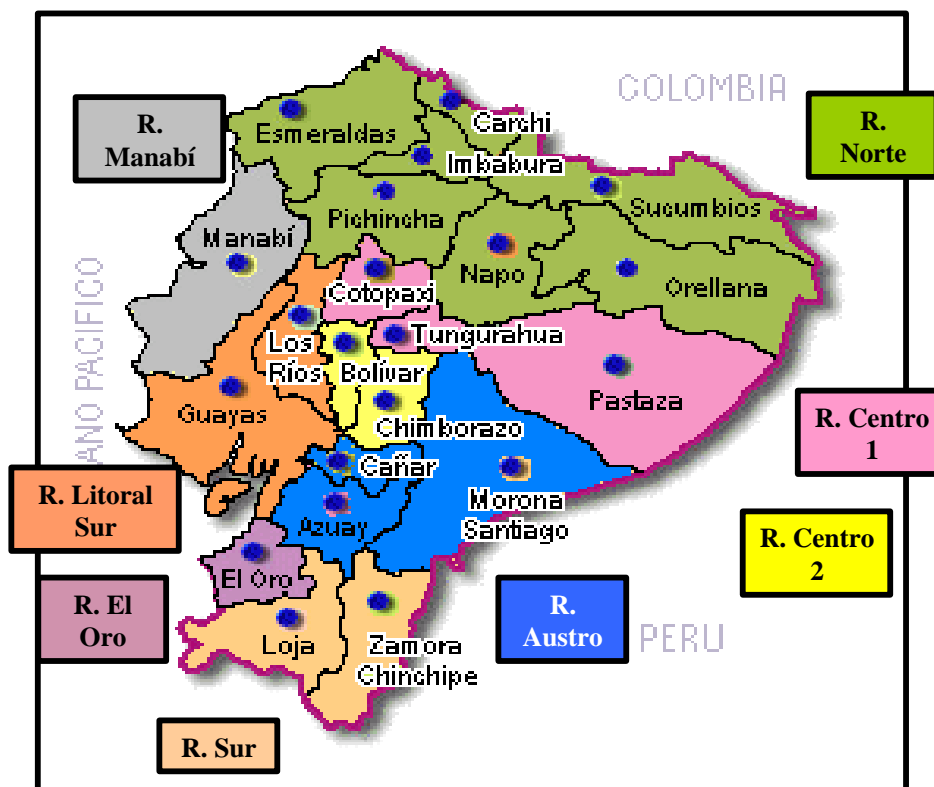 COLOMBIA
R.
Manabí
R.
Norte
Carchi
Esmeraldas
Imbabura
Sucumbios
Pichincha
Manabí
Napo
Orellana
Cotopaxi
Tungurahua
Los
Ríos
Bolívar
Pastaza
Guayas
Chimborazo
ANO PACIFICO
R. Centro
1
Cañar
R. Litoral
Sur
Morona
Santiago
Azuay
R. Centro
2
El Oro
R. El
Oro
R.
Austro
PERU
Loja
Zamora
Chinchipe
R. Sur